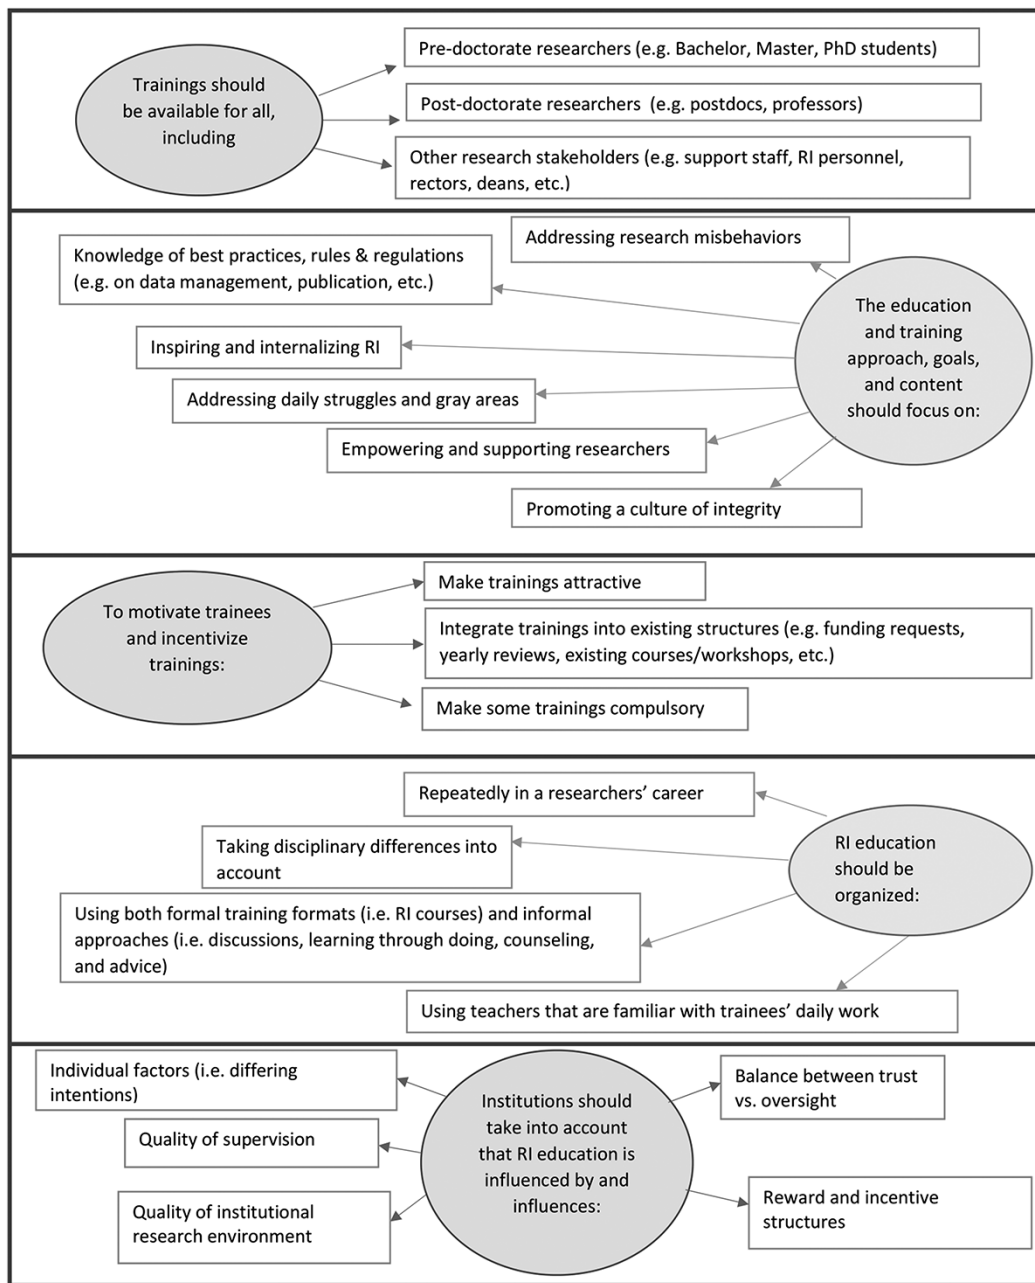 Trainings should
be available for all,
including
Pre-doctorate researchers (e.g. Bachelor, Master, PhD students)
Post-doctorate researchers  (e.g. postdocs, professors)
Other research stakeholders (e.g. support staff, RI personnel,
rectors, deans, etc.)
The education
and training
approach, goals,
and content
should focus on:
Addressing research misbehaviors
Knowledge of best practices, rules & regulations
(e.g. on data management, publication, etc.)
Inspiring and internalizing RI
Addressing daily struggles and gray areas
Empowering and supporting researchers
Promoting a culture of integrity
To motivate trainees
and incentivize
trainings:
Make trainings attractive
Integrate trainings into existing structures (e.g. funding requests,
yearly reviews, existing courses/workshops, etc.)
Make some trainings compulsory
RI education
should be
organized:
Repeatedly in a researchers’ career
Taking disciplinary differences into
account
Using both formal training formats (i.e. RI courses) and informal
approaches (i.e. discussions, learning through doing, counseling,
and advice)
Using teachers that are familiar with trainees’ daily work
Institutions should
take into account
that RI education is
influenced by and
influences:
Individual factors (i.e. differing
intentions)
Quality of supervision
Quality of institutional
research environment
Balance between trust
vs. oversight
Reward and incentive
structures